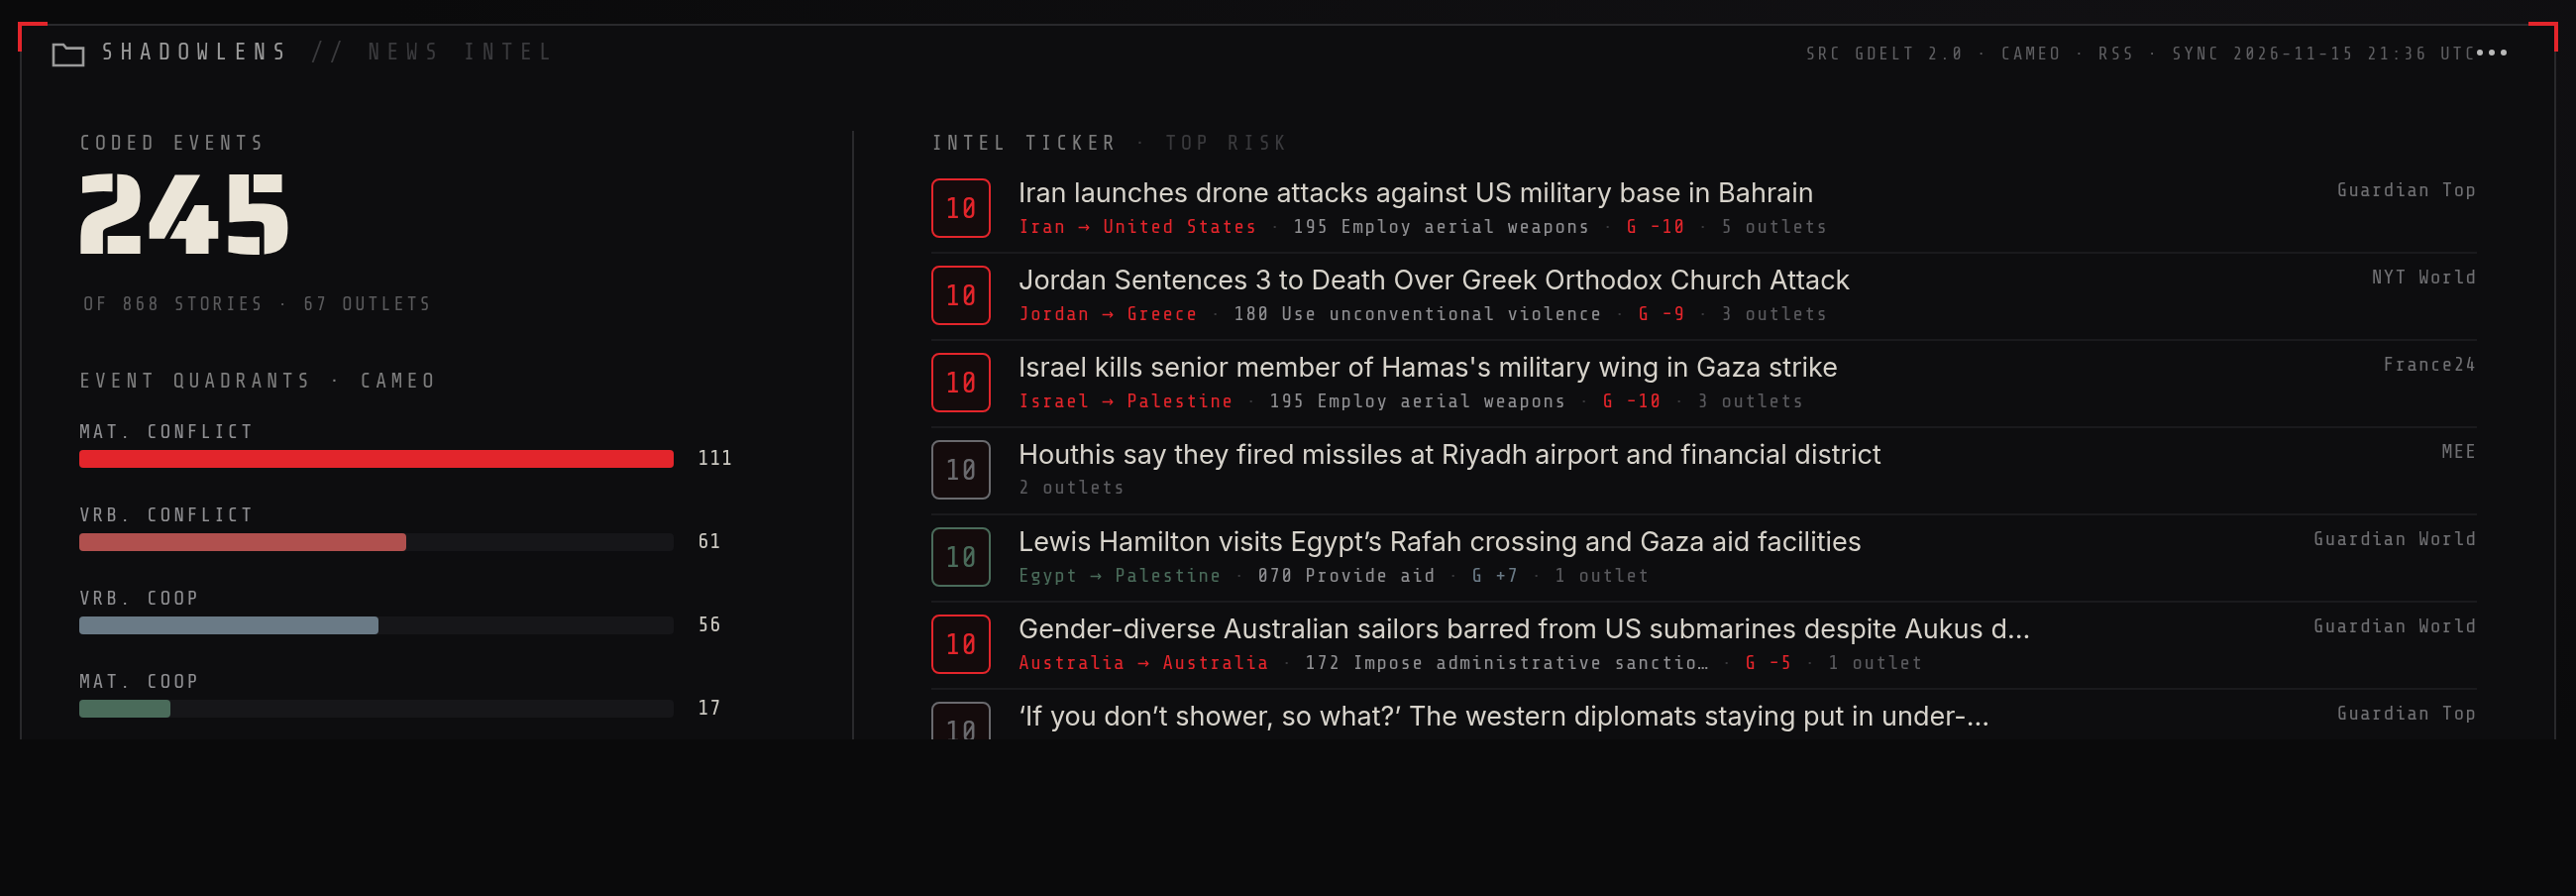 SHADOWLENS // NEWS INTEL
SRC GDELT 2.0 · CAMEO · RSS · SYNC 2026-11-15 21:36 UTC
CODED EVENTS
245
OF 868 STORIES · 67 OUTLETS
EVENT QUADRANTS · CAMEO
MAT. CONFLICT
111
VRB. CONFLICT
61
VRB. COOP
56
MAT. COOP
17
INTEL TICKER · TOP RISK
10 Iran launches drone attacks against US military base in Bahrain Guardian Top
Iran → United States · 195 Employ aerial weapons · G -10 · 5 outlets
10 Jordan Sentences 3 to Death Over Greek Orthodox Church Attack NYT World
Jordan → Greece · 180 Use unconventional violence · G -9 · 3 outlets
10 Israel kills senior member of Hamas's military wing in Gaza strike France24
Israel → Palestine · 195 Employ aerial weapons · G -10 · 3 outlets
10 Houthis say they fired missiles at Riyadh airport and financial district MEE
2 outlets
10 Lewis Hamilton visits Egypt’s Rafah crossing and Gaza aid facilities Guardian World
Egypt → Palestine · 070 Provide aid · G +7 · 1 outlet
10 Gender-diverse Australian sailors barred from US submarines despite Aukus d… Guardian World
Australia → Australia · 172 Impose administrative sanctio… · G -5 · 1 outlet
10 ‘If you don’t shower, so what?’ The western diplomats staying put in under-… Guardian Top